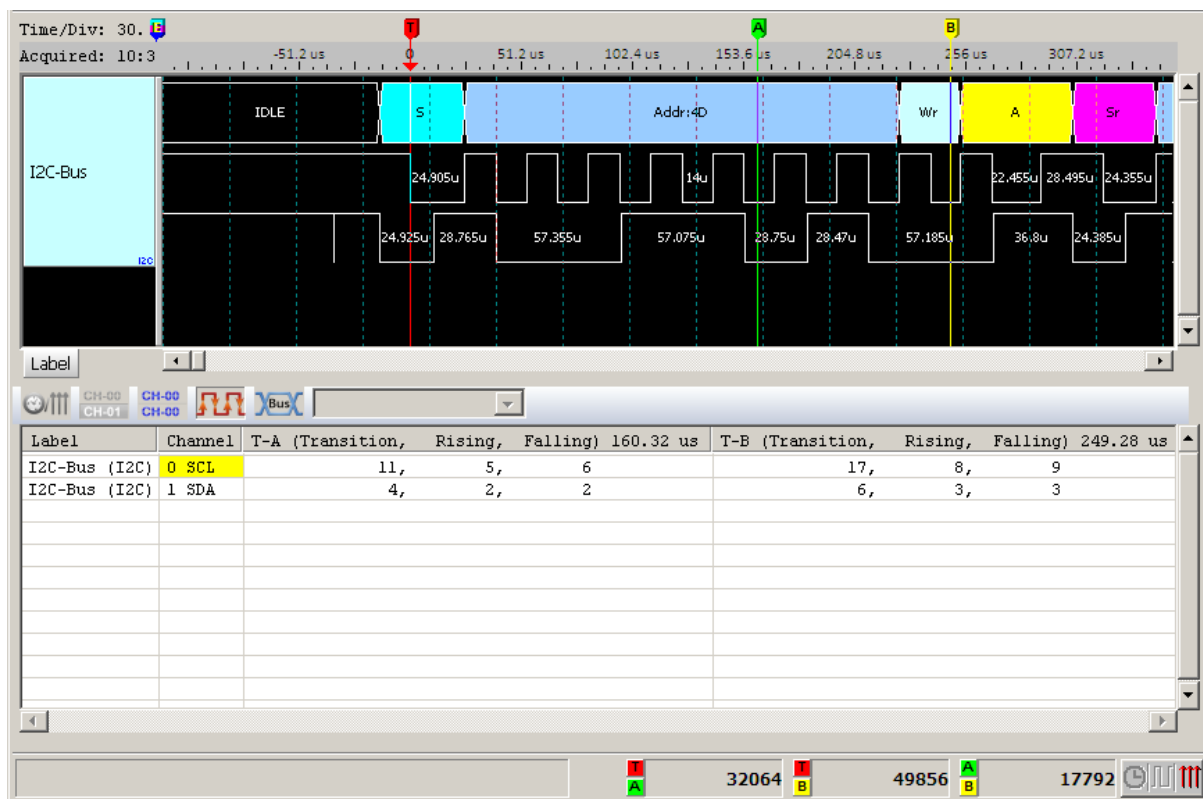 Time/Div: 30.
T A B
Acquired: 10:3 -51.2 us 0 51.2 us 102.4 us 153.6 us 204.8 us 256 us 307.2 us
IDLE S Addr:4D Wr A Sr
I2C-Bus 24.905u 14u 22.455u 28.495u 24.355u
24.925u 28.765u 57.355u 57.075u 28.75u 28.47u 57.185u 36.8u 24.385u
I2C
Label
CH-00 CH-00 Bus
CH-01 CH-00
Label Channel T-A (Transition, Rising, Falling) 160.32 us T-B (Transition, Rising, Falling) 249.28 us
I2C-Bus (I2C) 0 SCL 11, 5, 6 17, 8, 9
I2C-Bus (I2C) 1 SDA 4, 2, 2 6, 3, 3
T A 32064 T B 49856 A B 17792